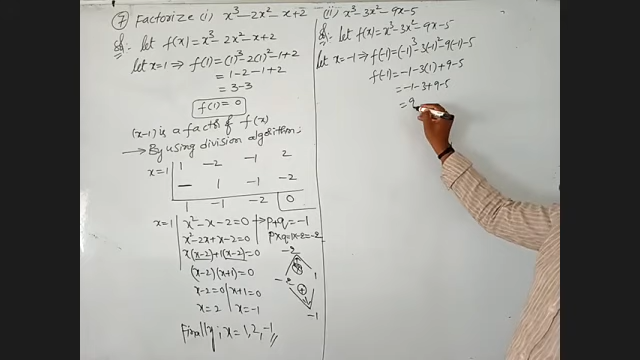 ⑦ Factorize (i) x³-2x²-x+2
Sol: let f(x)=x³-2x²-x+2
let x=1 ⇒ f(1)=(1)³-2(1)²-1+2
=1-2-1+2
=3-3
f(1)=0
(x-1) is a factor of f(x)
→ By using division algorithm:
x=1 | 1 -2 -1 2
— 1 -1 -2
1 -1 -2 0
x=1 | x²-x-2=0 → p+q=-1
x²-2x+x-2=0 p×q=1x-2=-2
x(x-2)+1(x-2)=0 -2
(x-2)(x+1)=0 -2 1
x-2=0 | x+1=0 -1
x=2 | x=-1
Finally, x=1,2,-1
(ii) x³-3x²-9x-5
Sol: let f(x)=x³-3x²-9x-5
let x=-1 ⇒ f(-1)=(-1)³-3(-1)²-9(-1)-5
f(-1)=-1-3(1)+9-5
=-1-3+9-5
=9